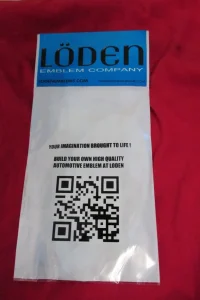 LÖDEN
EMBLEM COMPANY
YOUR IMAGINATION BROUGHT TO LIFE !
BUILD YOUR OWN HIGH QUALITY
AUTOMOTIVE EMBLEM AT LODEN